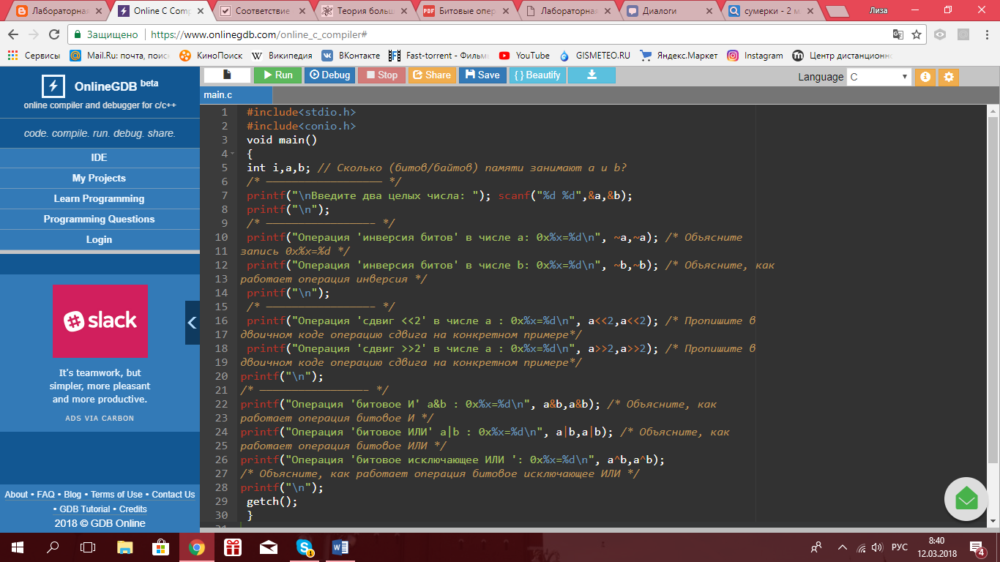 Лабораторная
Online C Comp
Соответствие
Теория больш
PDF Битовые опер
Лабораторная
Диалоги
сумерки - 2 м
Лиза
Защищено https://www.onlinegdb.com/online_c_compiler#
Сервисы Mail.Ru: почта, поиск КиноПоиск Википедия ВКонтакте Fast-torrent - Фильмы YouTube GISMETEO.RU Яндекс.Маркет Instagram Центр дистанционно
OnlineGDB beta
online compiler and debugger for c/c++
code. compile. run. debug. share.
IDE
My Projects
Learn Programming
Programming Questions
Login
slack
It's teamwork, but
simpler, more pleasant
and more productive.
ADS VIA CARBON
About • FAQ • Blog • Terms of Use • Contact Us
• GDB Tutorial • Credits
2018 © GDB Online
Run Debug Stop Share Save { } Beautify Language C
main.c
1 #include<stdio.h>
2 #include<conio.h>
3 void main()
4 {
5 int i,a,b; // Сколько (битов/байтов) памяти занимают a и b?
6 /* —————————————————— */
7 printf("\nВведите два целых числа: "); scanf("%d %d",&a,&b);
8 printf("\n");
9 /* —————————————————– */
10 printf("Операция 'инверсия битов' в числе a: 0x%x=%d\n", ~a,~a); /* Объясните
11 запись 0x%x=%d */
12 printf("Операция 'инверсия битов' в числе b: 0x%x=%d\n", ~b,~b); /* Объясните, как
13 работает операция инверсия */
14 printf("\n");
15 /* —————————————————– */
16 printf("Операция 'сдвиг <<2' в числе a : 0x%x=%d\n", a<<2,a<<2); /* Пропишите в
17 двоичном коде операцию сдвига на конкретном примере*/
18 printf("Операция 'сдвиг >>2' в числе a : 0x%x=%d\n", a>>2,a>>2); /* Пропишите в
19 двоичном коде операцию сдвига на конкретном примере*/
20 printf("\n");
21 /* —————————————————– */
22 printf("Операция 'битовое И' a&b : 0x%x=%d\n", a&b,a&b); /* Объясните, как
23 работает операция битовое И */
24 printf("Операция 'битовое ИЛИ' a|b : 0x%x=%d\n", a|b,a|b); /* Объясните, как
25 работает операция битовое ИЛИ */
26 printf("Операция 'битовое исключающее ИЛИ ': 0x%x=%d\n", a^b,a^b);
27 /* Объясните, как работает операция битовое исключающее ИЛИ */
28 printf("\n");
29 getch();
30 }
31
РУС
8:40
12.03.2018
4